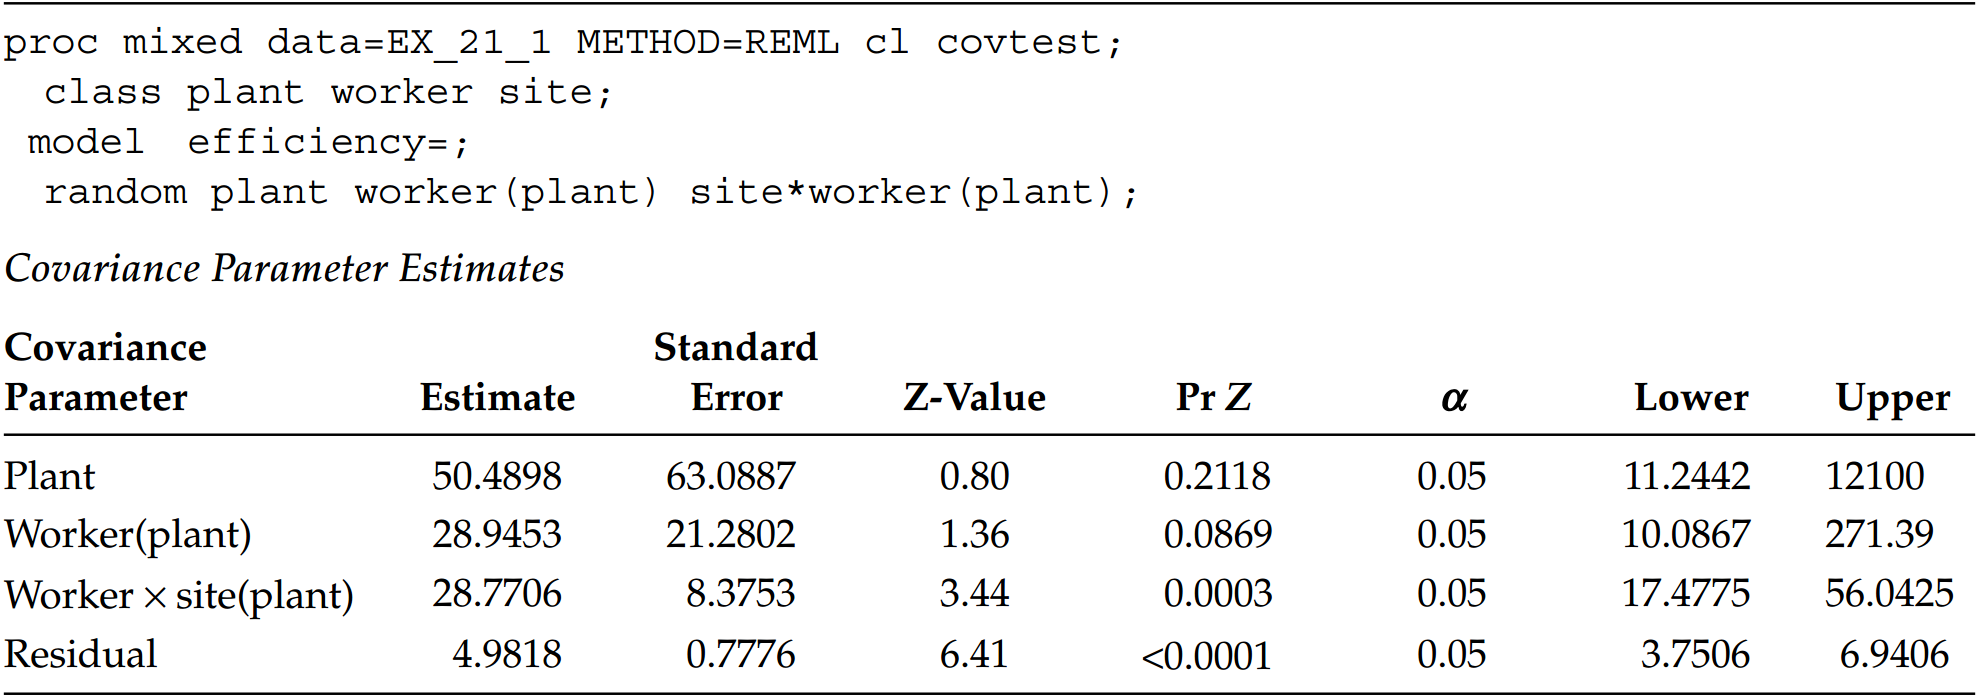 proc mixed data=EX_21_1 METHOD=REML cl covtest;
class plant worker site;
model efficiency=;
random plant worker(plant) site*worker(plant);
Covariance Parameter Estimates
Covariance Standard
Parameter Estimate Error Z-Value Pr Z α Lower Upper
Plant 50.4898 63.0887 0.80 0.2118 0.05 11.2442 12100
Worker(plant) 28.9453 21.2802 1.36 0.0869 0.05 10.0867 271.39
Worker × site(plant) 28.7706 8.3753 3.44 0.0003 0.05 17.4775 56.0425
Residual 4.9818 0.7776 6.41 <0.0001 0.05 3.7506 6.9406